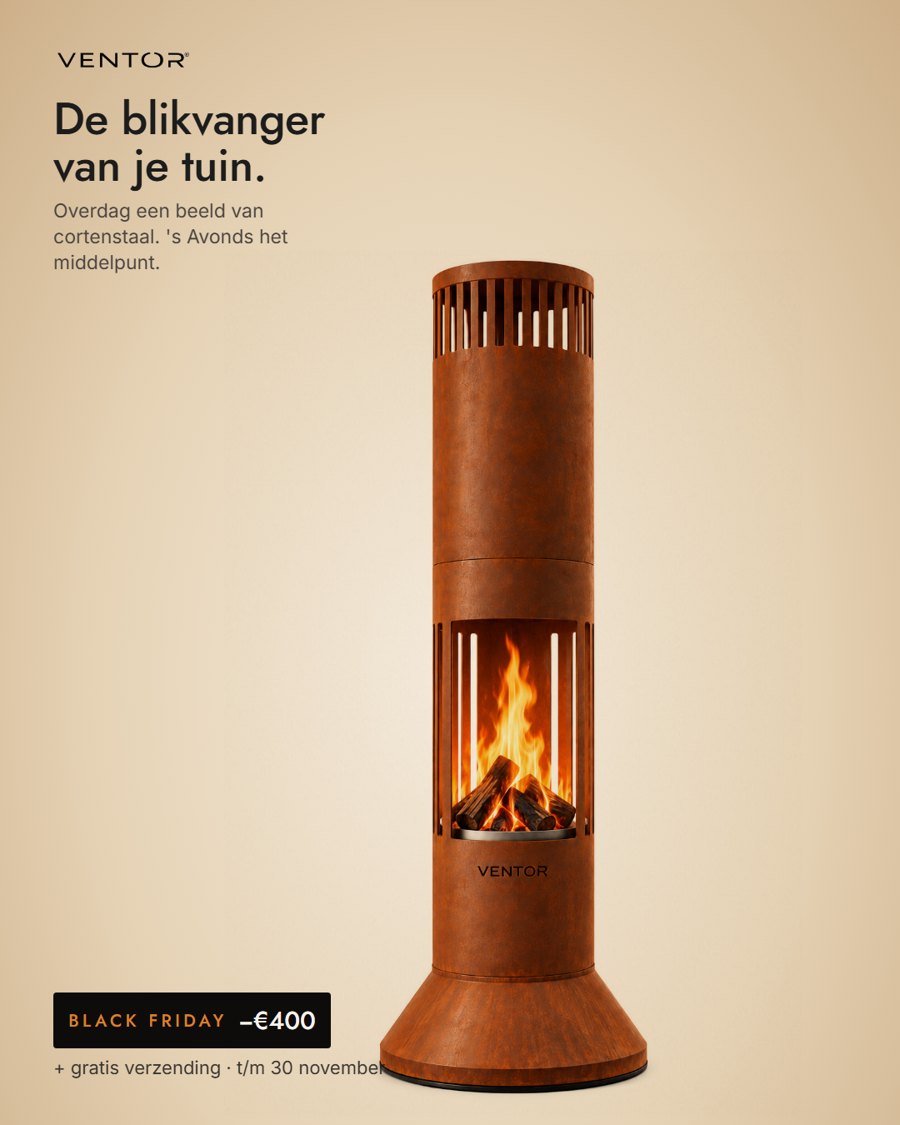 VENTOR®
De blikvanger
van je tuin.
Overdag een beeld van
cortenstaal. 's Avonds het
middelpunt.
VENTOR
BLACK FRIDAY –€400
+ gratis verzending · t/m 30 november